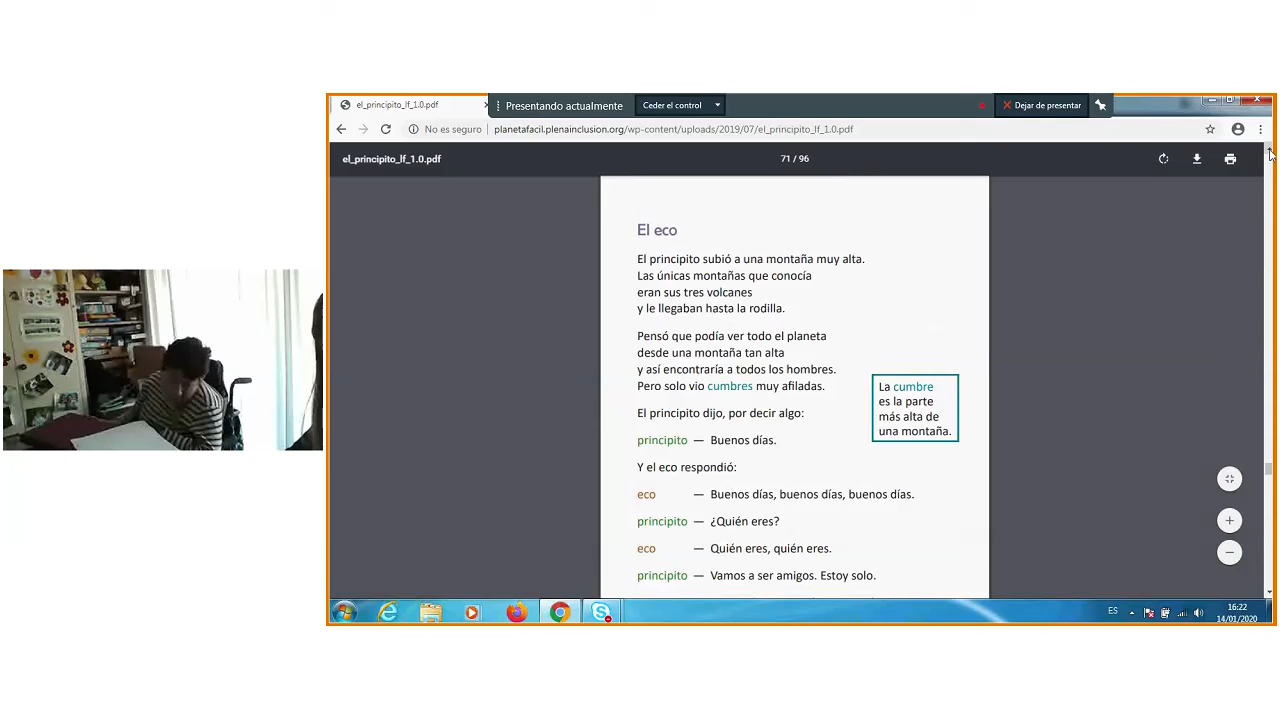 el_principito_lf_1.0.pdf
Presentando actualmente
Ceder el control
Dejar de presentar
No es seguro
planetafacil.plenainclusion.org/wp-content/uploads/2019/07/el_principito_lf_1.0.pdf
el_principito_lf_1.0.pdf
71 / 96
El eco
El principito subió a una montaña muy alta.
Las únicas montañas que conocía
eran sus tres volcanes
y le llegaban hasta la rodilla.
Pensó que podía ver todo el planeta
desde una montaña tan alta
y así encontraría a todos los hombres.
Pero solo vio cumbres muy afiladas.
La cumbre
es la parte
más alta de
una montaña.
El principito dijo, por decir algo:
principito — Buenos días.
Y el eco respondió:
eco — Buenos días, buenos días, buenos días.
principito — ¿Quién eres?
eco — Quién eres, quién eres.
principito — Vamos a ser amigos. Estoy solo.
ES
16:22
14/01/2020